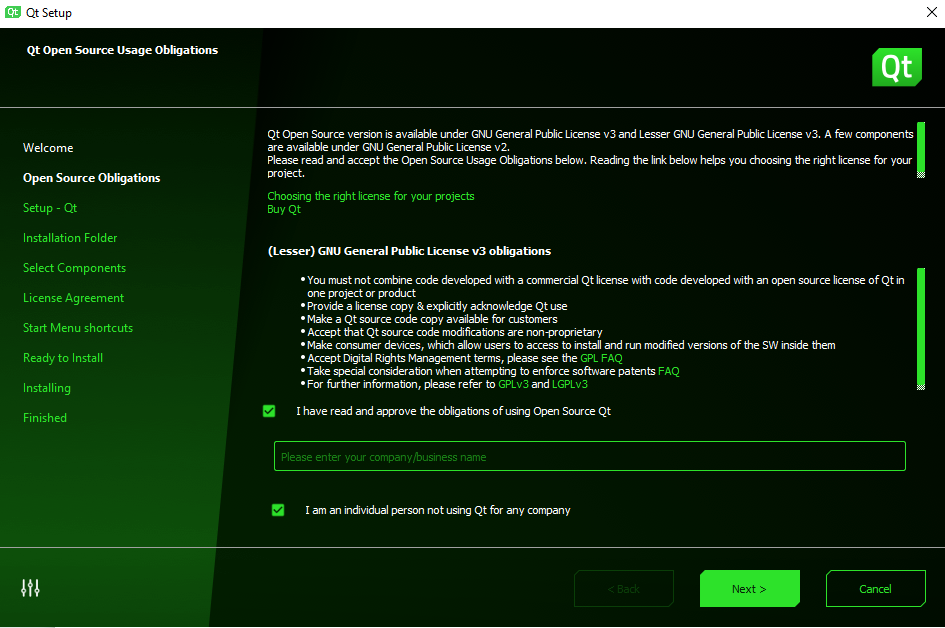 Qt Qt Setup
Qt Open Source Usage Obligations
Qt
Welcome
Open Source Obligations
Setup - Qt
Installation Folder
Select Components
License Agreement
Start Menu shortcuts
Ready to Install
Installing
Finished
Qt Open Source version is available under GNU General Public License v3 and Lesser GNU General Public License v3. A few components
are available under GNU General Public License v2.
Please read and accept the Open Source Usage Obligations below. Reading the link below helps you choosing the right license for your
project.
Choosing the right license for your projects
Buy Qt
(Lesser) GNU General Public License v3 obligations
•You must not combine code developed with a commercial Qt license with code developed with an open source license of Qt in
one project or product
•Provide a license copy & explicitly acknowledge Qt use
•Make a Qt source code copy available for customers
•Accept that Qt source code modifications are non-proprietary
•Make consumer devices, which allow users to access to install and run modified versions of the SW inside them
•Accept Digital Rights Management terms, please see the GPL FAQ
•Take special consideration when attempting to enforce software patents FAQ
•For further information, please refer to GPLv3 and LGPLv3
I have read and approve the obligations of using Open Source Qt
Please enter your company/business name
I am an individual person not using Qt for any company
< Back
Next >
Cancel